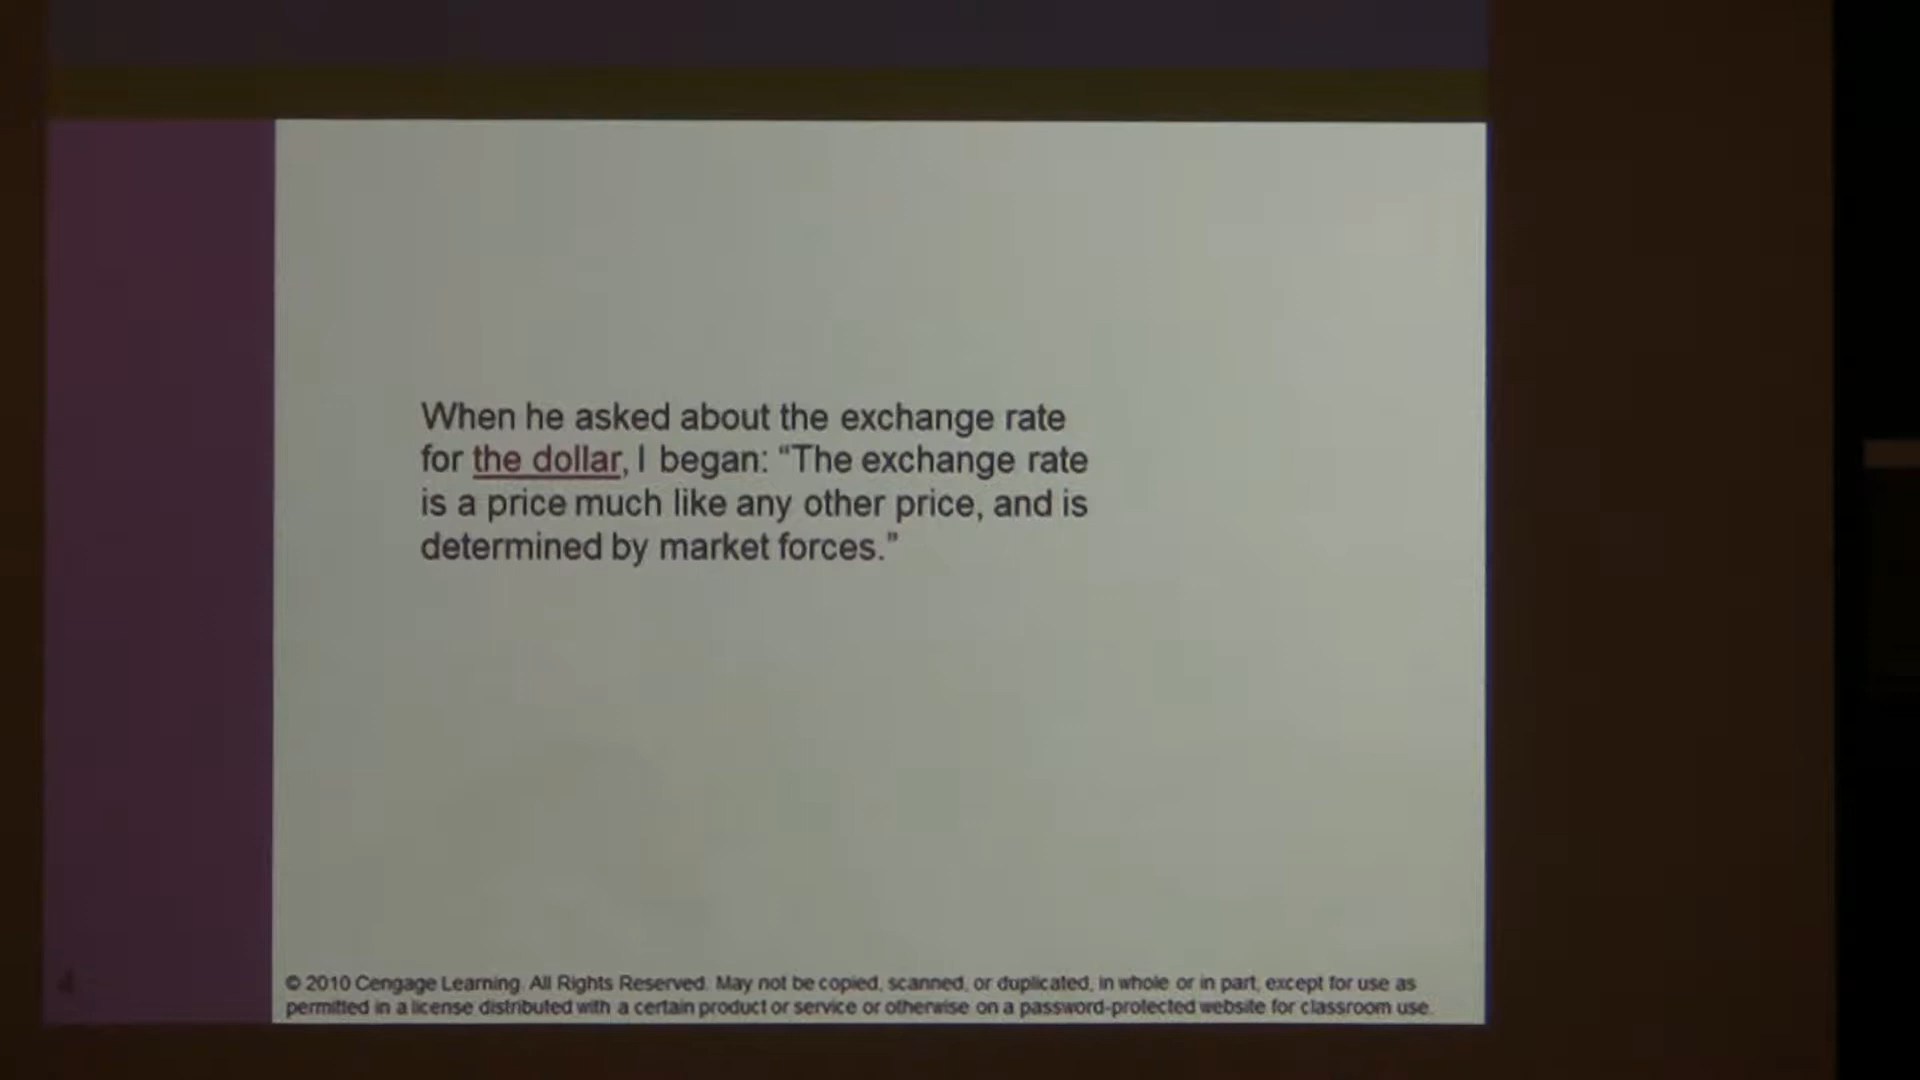 When he asked about the exchange rate
for the dollar, I began: “The exchange rate
is a price much like any other price, and is
determined by market forces.”
© 2010 Cengage Learning. All Rights Reserved. May not be copied, scanned, or duplicated, in whole or in part, except for use as
permitted in a license distributed with a certain product or service or otherwise on a password-protected website for classroom use.